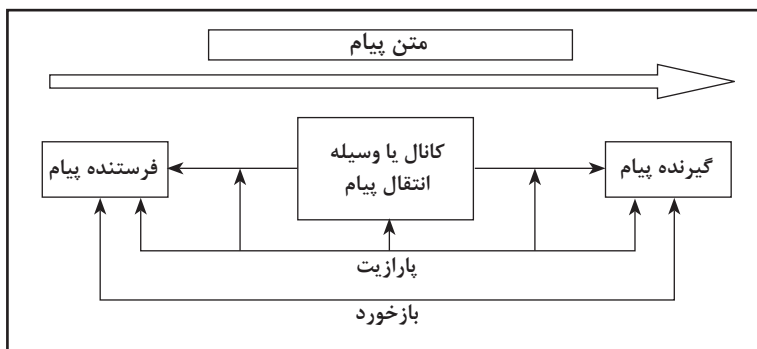 متن پیام
گیرنده پیام
کانال یا وسیله
انتقال پیام
فرستنده پیام
پارازیت
بازخورد